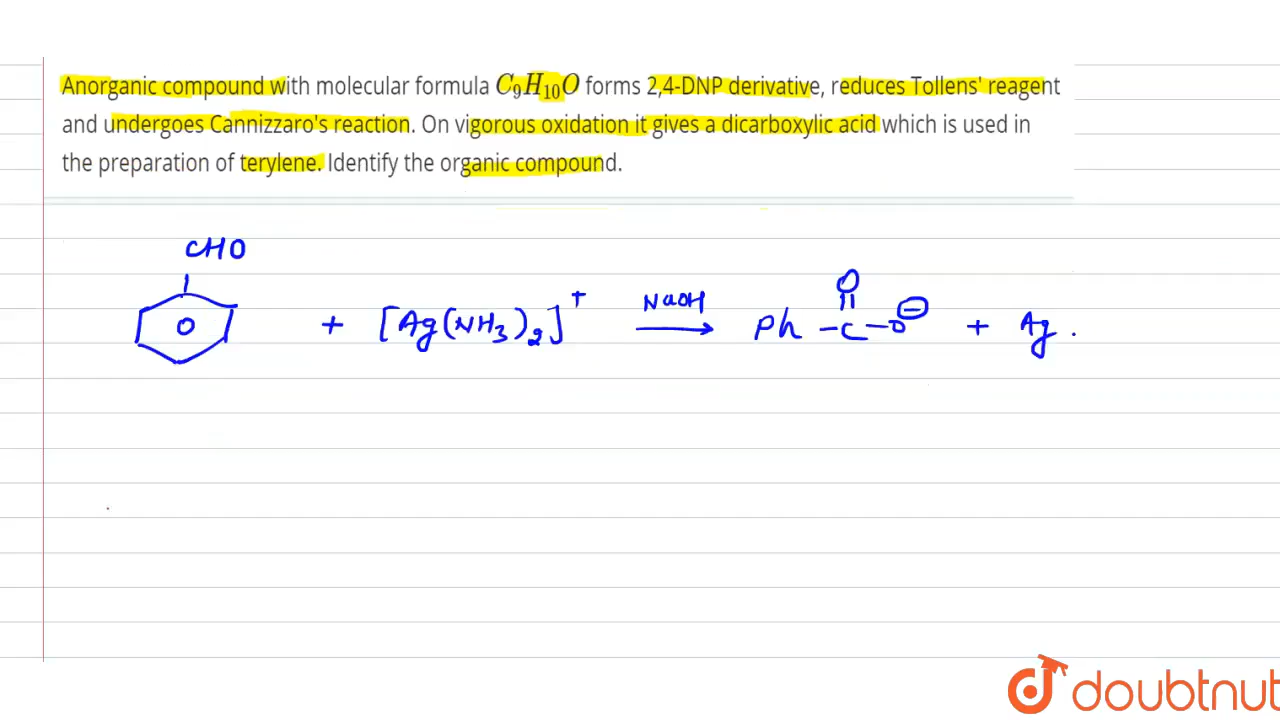 Anorganic compound with molecular formula C₉H₁₀O forms 2,4-DNP derivative, reduces Tollens' reagent
and undergoes Cannizzaro's reaction. On vigorous oxidation it gives a dicarboxylic acid which is used in
the preparation of terylene. Identify the organic compound.
CHO
O
+ [Ag(NH₃)₂]⁺ NaOH Ph – C – O⊖ + Ag .
O
doubtnut